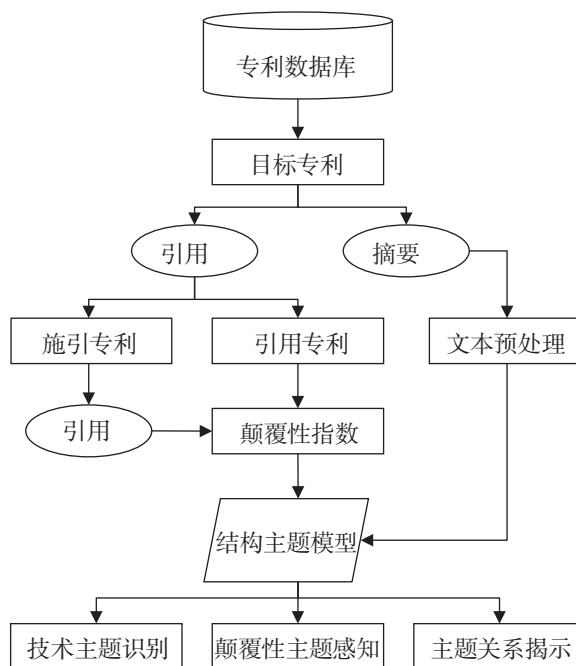 专利数据库
目标专利
引用
摘要
施引专利
引用专利
文本预处理
引用
颠覆性指数
结构主题模型
技术主题识别
颠覆性主题感知
主题关系揭示